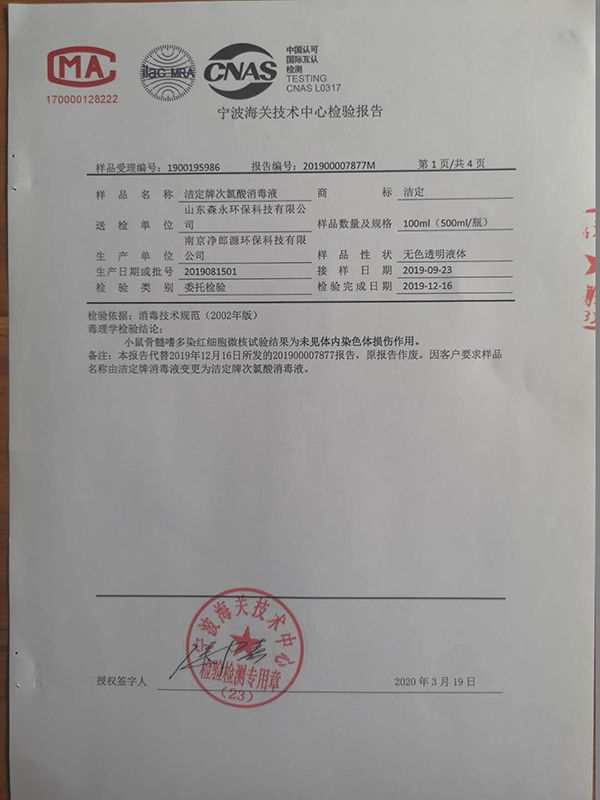 MA
170000128222
ilac-MRA
CNAS
中国认可
国际互认
检测
TESTING
CNAS L0317
宁波海关技术中心检验报告
样品受理编号：1900195986 报告编号：201900007877M 第 1 页/共 4 页
样品名称 洁定牌次氯酸消毒液 商标 洁定
送检单位 山东森永环保科技有限公司 样品数量及规格 100ml（500ml/瓶）
生产单位 南京净郎源环保科技有限公司 样品性状 无色透明液体
生产日期或批号 2019081501 接样日期 2019-09-23
检验类别 委托检验 检验完成日期 2019-12-16
检验依据：消毒技术规范（2002年版）
毒理学检验结论：
小鼠骨髓嗜多染红细胞微核试验结果为未见体内染色体损伤作用。
备注：本报告代替2019年12月16日所发的201900007877报告，原报告作废。因客户要求样品
名称由洁定牌消毒液变更为洁定牌次氯酸消毒液。
宁波海关技术中心
检验检测专用章
（23）
授权签字人
2020 年 3 月 19 日